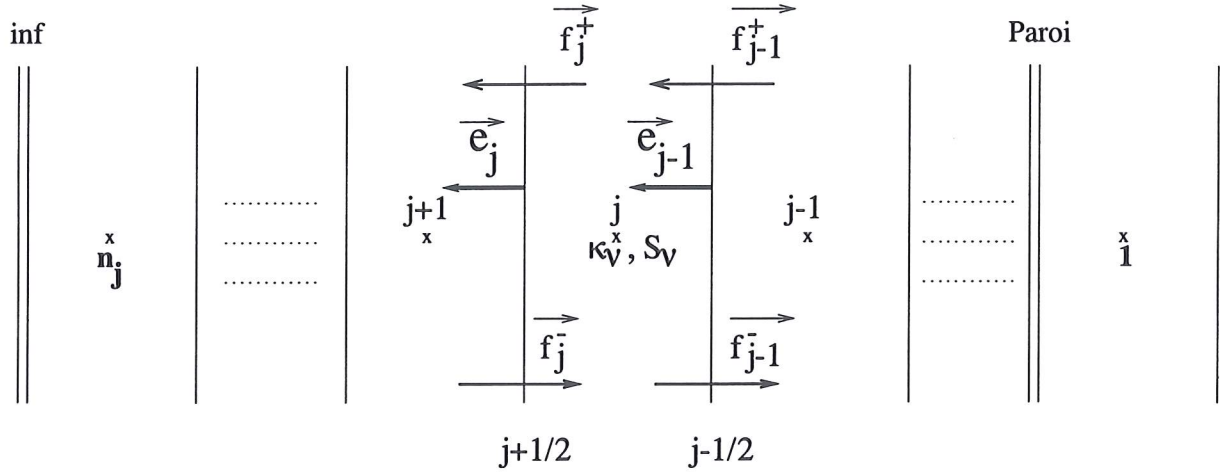 inf
Paroi
f_j^+
f_{j-1}^+
e_j
e_{j-1}
j+1
j
j-1
κ_ν, S_ν
n_j
1
f_j^-
f_{j-1}^-
j+1/2
j-1/2